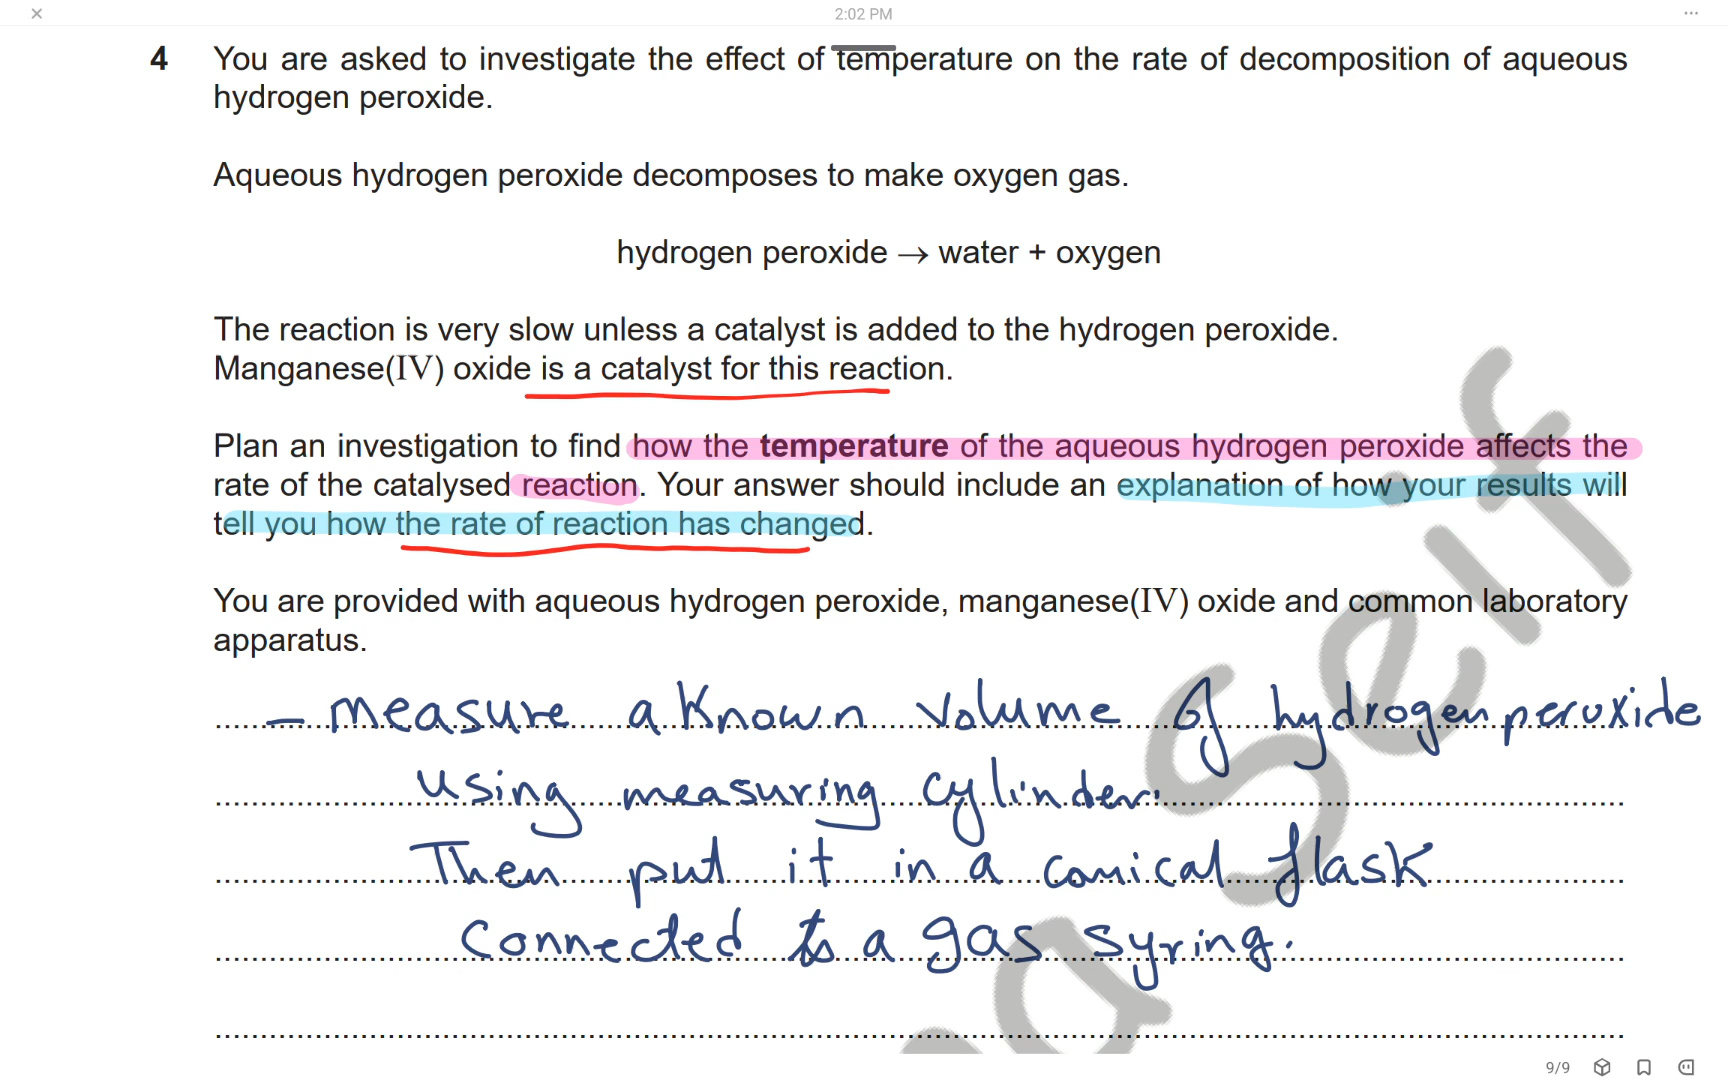 2:02 PM
4 You are asked to investigate the effect of temperature on the rate of decomposition of aqueous
hydrogen peroxide.
Aqueous hydrogen peroxide decomposes to make oxygen gas.
hydrogen peroxide → water + oxygen
The reaction is very slow unless a catalyst is added to the hydrogen peroxide.
Manganese(IV) oxide is a catalyst for this reaction.
Plan an investigation to find how the temperature of the aqueous hydrogen peroxide affects the
rate of the catalysed reaction. Your answer should include an explanation of how your results will
tell you how the rate of reaction has changed.
You are provided with aqueous hydrogen peroxide, manganese(IV) oxide and common laboratory
apparatus.
– measure a known volume of hydrogen peroxide
using measuring cylinder.
Then put it in a conical flask
connected to a gas syring.
Self
9/9